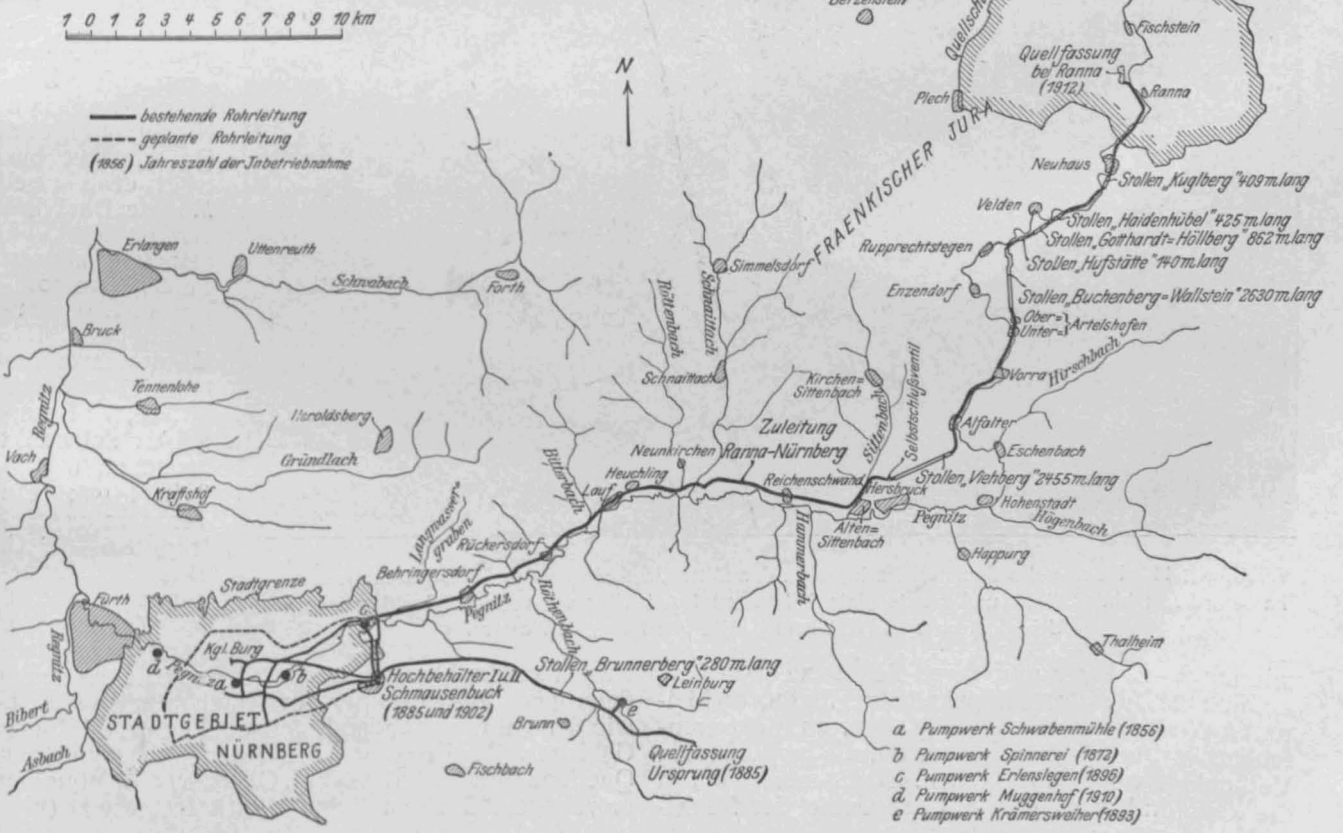 1 0 1 2 3 4 5 6 7 8 9 10 km
bestehende Rohrleitung
geplante Rohrleitung
(1856) Jahreszahl der Jnbetriebnahme
N
Fischstein
Quellfassung
bei Ranna
(1912)
Ranna
Plech
FRAENKISCHER JURA
Neuhaus
Stollen „Kuglberg" 409 m. lang
Velden
Stollen „Haidenhübel" 425 m. lang
Stollen „Gotthardt=Höllberg" 862 m. lang
Rupprechtstegen
Stollen „Hufstätte" 140 m. lang
Enzendorf
Stollen „Buchenberg=Wallstein" 2630 m. lang
Ober=} Artelshofen
Unter=}
Erlangen
Uttenreuth
Schwabach
Forth
Simmelsdorf
Röttenbach
Schnaittach
Bruck
Schnaittach
Kirchen=
Sittenbach
Sittenbach
Selbstschlußventil
Vorra
Hirschbach
Tennenlohe
Regnitz
Heroldsberg
Zuleitung
Ranna-Nürnberg
Alfalter
Eschenbach
Vach
Gründlach
Neunkirchen
Bitterbach
Heuchling
Lauf
Reichenschwand
Stollen „Viehberg" 2455 m. lang
Kraftshof
Hersbruck
Hohenstadt
Alten=
Sittenbach
Pegnitz
Högenbach
Langwasser=
graben
Rückersdorf
Hammerbach
Happurg
Behringersdorf
Pegnitz
Röthenbach
Stadtgrenze
Fürth
Regnitz
Kgl. Burg
c
d
Pegnitz
a
b
Hochbehälter I u. II
Schmausenbuck
(1885 und 1902)
Stollen „Brunnerberg" 280 m. lang
Leinburg
e
Thalheim
Bibert
STADTGEBIET
NÜRNBERG
Brunn
Asbach
Fischbach
Quellfassung
Ursprung (1885)
a Pumpwerk Schwabenmühle (1856)
b Pumpwerk Spinnerei (1872)
c Pumpwerk Erlenstegen (1896)
d Pumpwerk Muggenhof (1910)
e Pumpwerk Krämersweiher (1893)